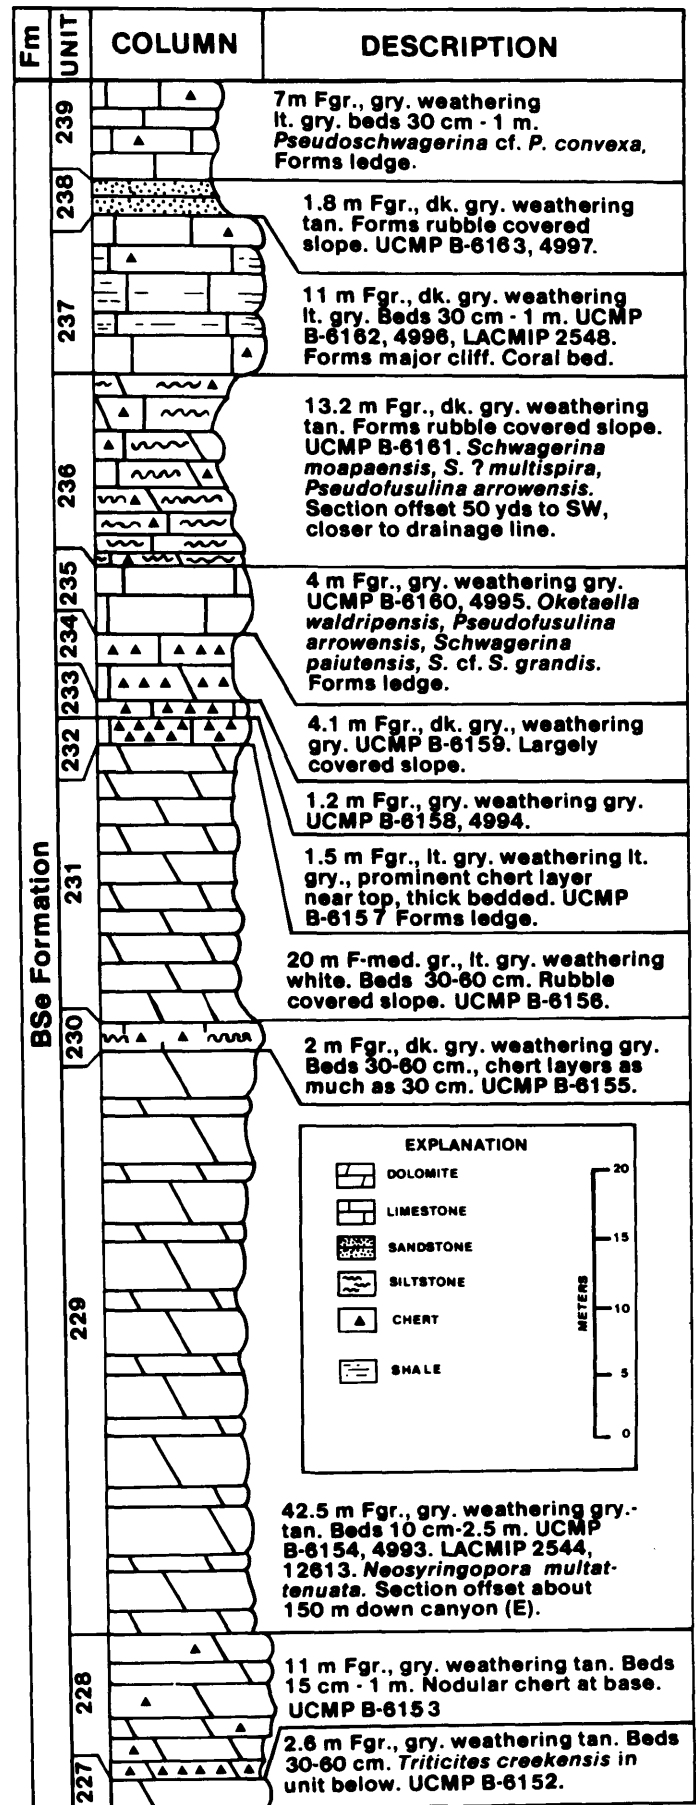 Fm UNIT COLUMN DESCRIPTION
BSe Formation
239
7m Fgr., gry. weathering
lt. gry. beds 30 cm - 1 m.
Pseudoschwagerina cf. P. convexa,
Forms ledge.
238
1.8 m Fgr., dk. gry. weathering
tan. Forms rubble covered
slope. UCMP B-6163, 4997.
237
11 m Fgr., dk. gry. weathering
lt. gry. Beds 30 cm - 1 m. UCMP
B-6162, 4996, LACMIP 2548.
Forms major cliff. Coral bed.
236
13.2 m Fgr., dk. gry. weathering
tan. Forms rubble covered slope.
UCMP B-6161. Schwagerina
moapaensis, S. ? multispira,
Pseudofusulina arrowensis.
Section offset 50 yds to SW,
closer to drainage line.
235
4 m Fgr., gry. weathering gry.
UCMP B-6160, 4995. Oketaella
waldripensis, Pseudofusulina
arrowensis, Schwagerina
paiutensis, S. cf. S. grandis.
Forms ledge.
234
4.1 m Fgr., dk. gry., weathering
gry. UCMP B-6159. Largely
covered slope.
233
1.2 m Fgr., gry. weathering gry.
UCMP B-6158, 4994.
232
1.5 m Fgr., lt. gry. weathering lt.
gry., prominent chert layer
near top, thick bedded. UCMP
B-6157 Forms ledge.
231
20 m F-med. gr., lt. gry. weathering
white. Beds 30-60 cm. Rubble
covered slope. UCMP B-6156.
230
2 m Fgr., dk. gry. weathering gry.
Beds 30-60 cm., chert layers as
much as 30 cm. UCMP B-6155.
EXPLANATION
DOLOMITE
LIMESTONE
SANDSTONE
SILTSTONE
CHERT
SHALE
METERS
20
15
10
5
0
229
42.5 m Fgr., gry. weathering gry.-
tan. Beds 10 cm-2.5 m. UCMP
B-6154, 4993. LACMIP 2544,
12613. Neosyringopora multat-
tenuata. Section offset about
150 m down canyon (E).
228
11 m Fgr., gry. weathering tan. Beds
15 cm - 1 m. Nodular chert at base.
UCMP B-6153
227
2.6 m Fgr., gry. weathering tan. Beds
30-60 cm. Triticites creekensis in
unit below. UCMP B-6152.